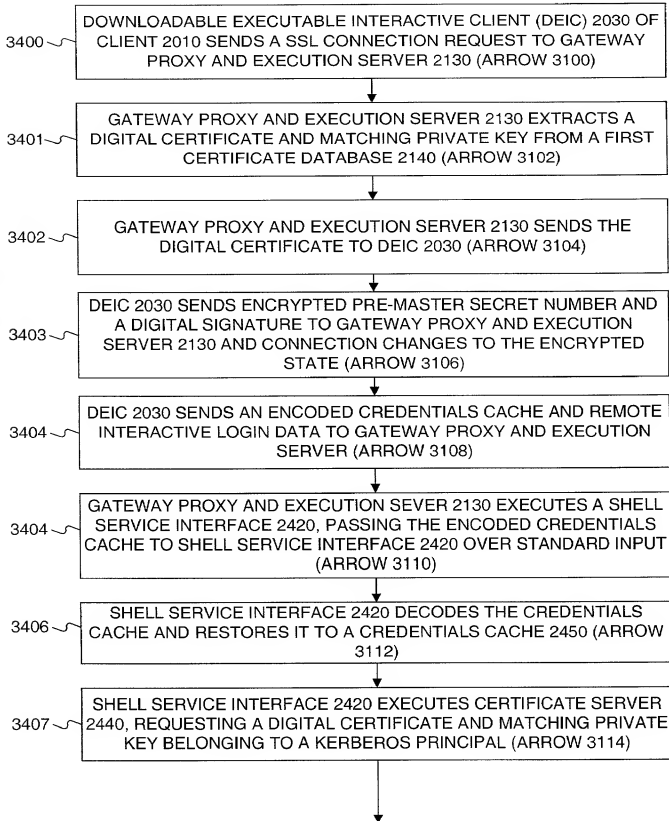 3400
DOWNLOADABLE EXECUTABLE INTERACTIVE CLIENT (DEIC) 2030 OF
CLIENT 2010 SENDS A SSL CONNECTION REQUEST TO GATEWAY
PROXY AND EXECUTION SERVER 2130 (ARROW 3100)
3401
GATEWAY PROXY AND EXECUTION SERVER 2130 EXTRACTS A
DIGITAL CERTIFICATE AND MATCHING PRIVATE KEY FROM A FIRST
CERTIFICATE DATABASE 2140 (ARROW 3102)
3402
GATEWAY PROXY AND EXECUTION SERVER 2130 SENDS THE
DIGITAL CERTIFICATE TO DEIC 2030 (ARROW 3104)
3403
DEIC 2030 SENDS ENCRYPTED PRE-MASTER SECRET NUMBER AND
A DIGITAL SIGNATURE TO GATEWAY PROXY AND EXECUTION
SERVER 2130 AND CONNECTION CHANGES TO THE ENCRYPTED
STATE (ARROW 3106)
3404
DEIC 2030 SENDS AN ENCODED CREDENTIALS CACHE AND REMOTE
INTERACTIVE LOGIN DATA TO GATEWAY PROXY AND EXECUTION
SERVER (ARROW 3108)
3404
GATEWAY PROXY AND EXECUTION SEVER 2130 EXECUTES A SHELL
SERVICE INTERFACE 2420, PASSING THE ENCODED CREDENTIALS
CACHE TO SHELL SERVICE INTERFACE 2420 OVER STANDARD INPUT
(ARROW 3110)
3406
SHELL SERVICE INTERFACE 2420 DECODES THE CREDENTIALS
CACHE AND RESTORES IT TO A CREDENTIALS CACHE 2450 (ARROW
3112)
3407
SHELL SERVICE INTERFACE 2420 EXECUTES CERTIFICATE SERVER
2440, REQUESTING A DIGITAL CERTIFICATE AND MATCHING PRIVATE
KEY BELONGING TO A KERBEROS PRINCIPAL (ARROW 3114)